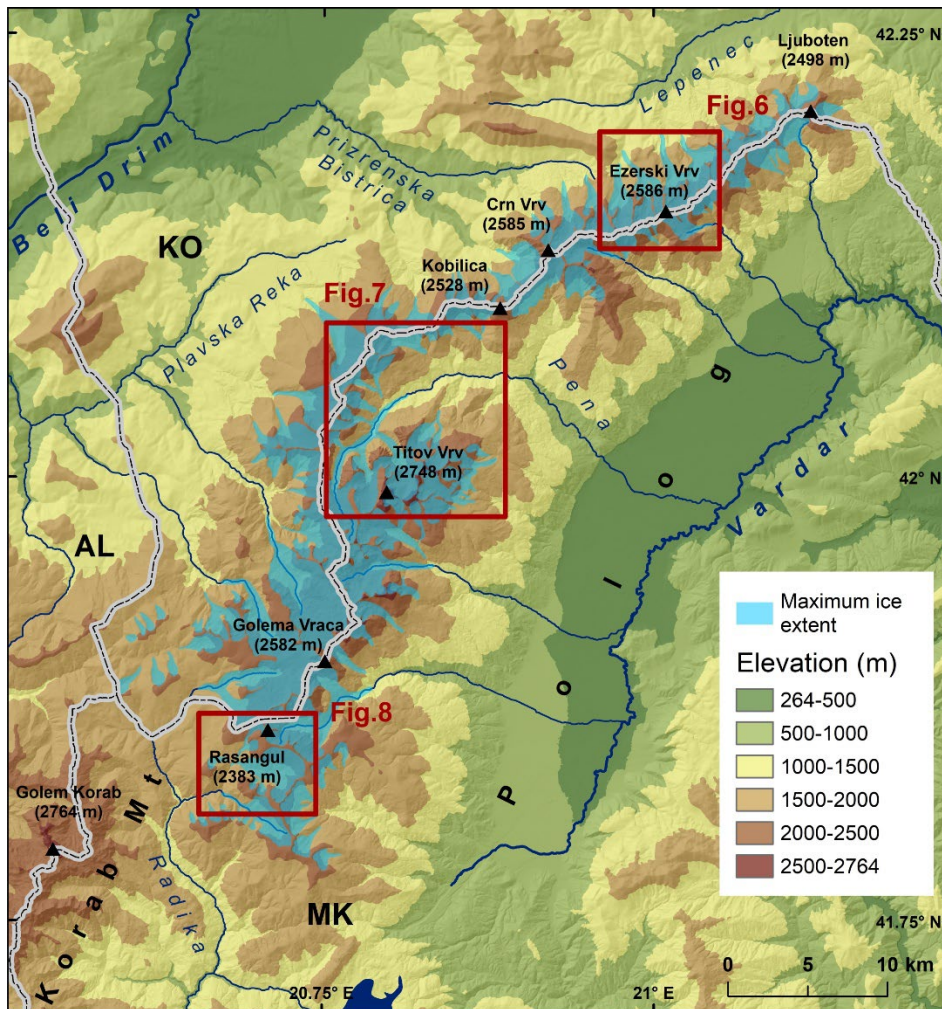 42.25° N
Ljuboten
(2498 m)
Lepenec
Fig.6
Beli Drim
Prizrenska
Bistrica
Ezerski Vrv
(2586 m)
Crn Vrv
(2585 m)
KO
Kobilica
(2528 m)
Fig.7
Plavska Reka
Pena
Titov Vrv
(2748 m)
42° N
Vardar
AL
Polog
Golema Vraca
(2582 m)
Fig.8
Rasangul
(2383 m)
Golem Korab
(2764 m)
Korab Mt
Radika
MK
Maximum ice
extent
Elevation (m)
264-500
500-1000
1000-1500
1500-2000
2000-2500
2500-2764
41.75° N
0 5 10 km
20.75° E
21° E